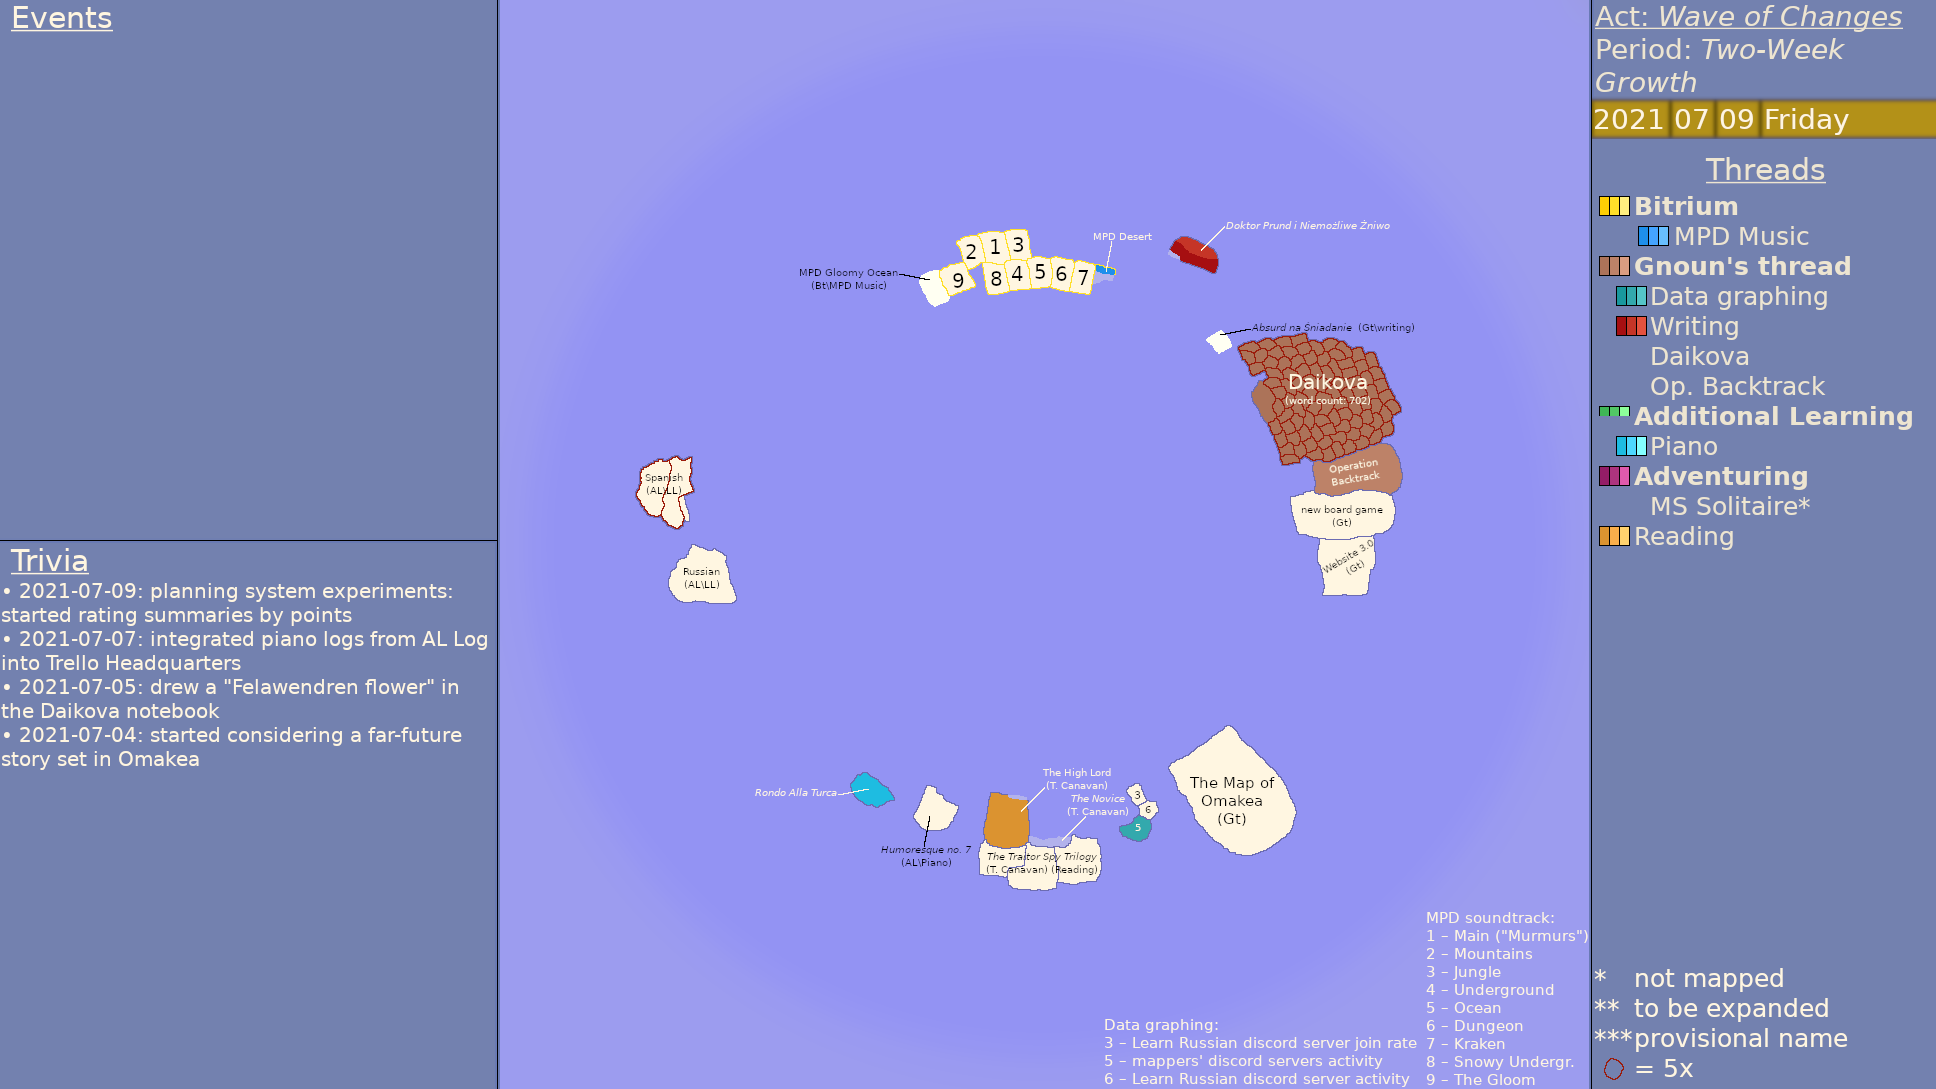 Events
Trivia
• 2021-07-09: planning system experiments:
started rating summaries by points
• 2021-07-07: integrated piano logs from AL Log
into Trello Headquarters
• 2021-07-05: drew a "Felawendren flower" in
the Daikova notebook
• 2021-07-04: started considering a far-future
story set in Omakea
2 1 3
9 8 4 5 6 7
MPD Gloomy Ocean
(Bt\MPD Music)
MPD Desert
Doktor Prund i Niemożliwe Żniwo
Absurd na Śniadanie (Gt\writing)
Daikova
(word count: 702)
Operation
Backtrack
new board game
(Gt)
Website 3.0
(Gt)
Spanish
(AL\LL)
Russian
(AL\LL)
Rondo Alla Turca
Humoresque no. 7
(AL\Piano)
The High Lord
(T. Canavan)
The Novice
(T. Canavan)
The Traitor Spy Trilogy
(T. Canavan) (Reading)
3
6
5
The Map of
Omakea
(Gt)
Data graphing:
3 – Learn Russian discord server join rate
5 – mappers' discord servers activity
6 – Learn Russian discord server activity
MPD soundtrack:
1 – Main ("Murmurs")
2 – Mountains
3 – Jungle
4 – Underground
5 – Ocean
6 – Dungeon
7 – Kraken
8 – Snowy Undergr.
9 – The Gloom
Act: Wave of Changes
Period: Two-Week
Growth
2021 07 09 Friday
Threads
Bitrium
MPD Music
Gnoun's thread
Data graphing
Writing
Daikova
Op. Backtrack
Additional Learning
Piano
Adventuring
MS Solitaire*
Reading
* not mapped
** to be expanded
*** provisional name
= 5x